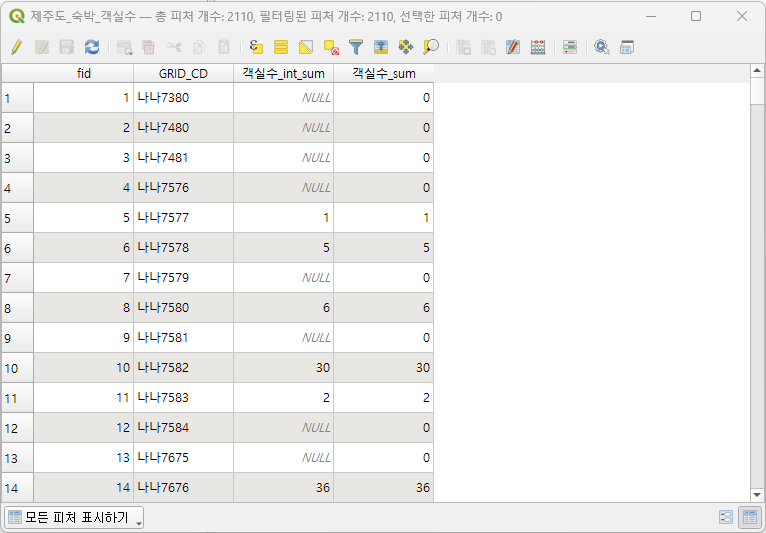 제주도_숙박_객실수 — 총 피처 개수: 2110, 필터링된 피처 개수: 2110, 선택한 피처 개수: 0
fid GRID_CD 객실수_int_sum 객실수_sum
1 1 나나7380 NULL 0
2 2 나나7480 NULL 0
3 3 나나7481 NULL 0
4 4 나나7576 NULL 0
5 5 나나7577 1 1
6 6 나나7578 5 5
7 7 나나7579 NULL 0
8 8 나나7580 6 6
9 9 나나7581 NULL 0
10 10 나나7582 30 30
11 11 나나7583 2 2
12 12 나나7584 NULL 0
13 13 나나7675 NULL 0
14 14 나나7676 36 36
모든 피처 표시하기